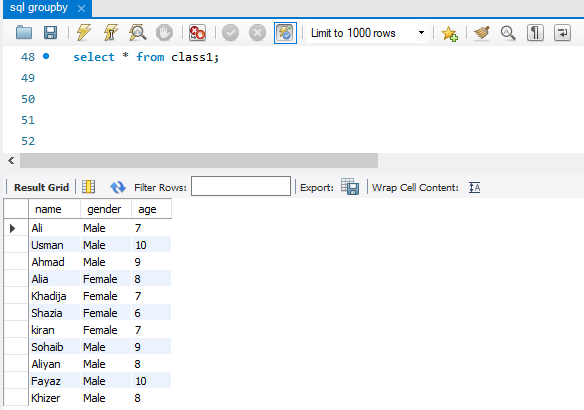 sql groupby
Limit to 1000 rows
48 select * from class1;
49
50
51
52
Result Grid Filter Rows: Export: Wrap Cell Content: IA
name gender age
Ali Male 7
Usman Male 10
Ahmad Male 9
Alia Female 8
Khadija Female 7
Shazia Female 6
kiran Female 7
Sohaib Male 9
Aliyan Male 8
Fayaz Male 10
Khizer Male 8